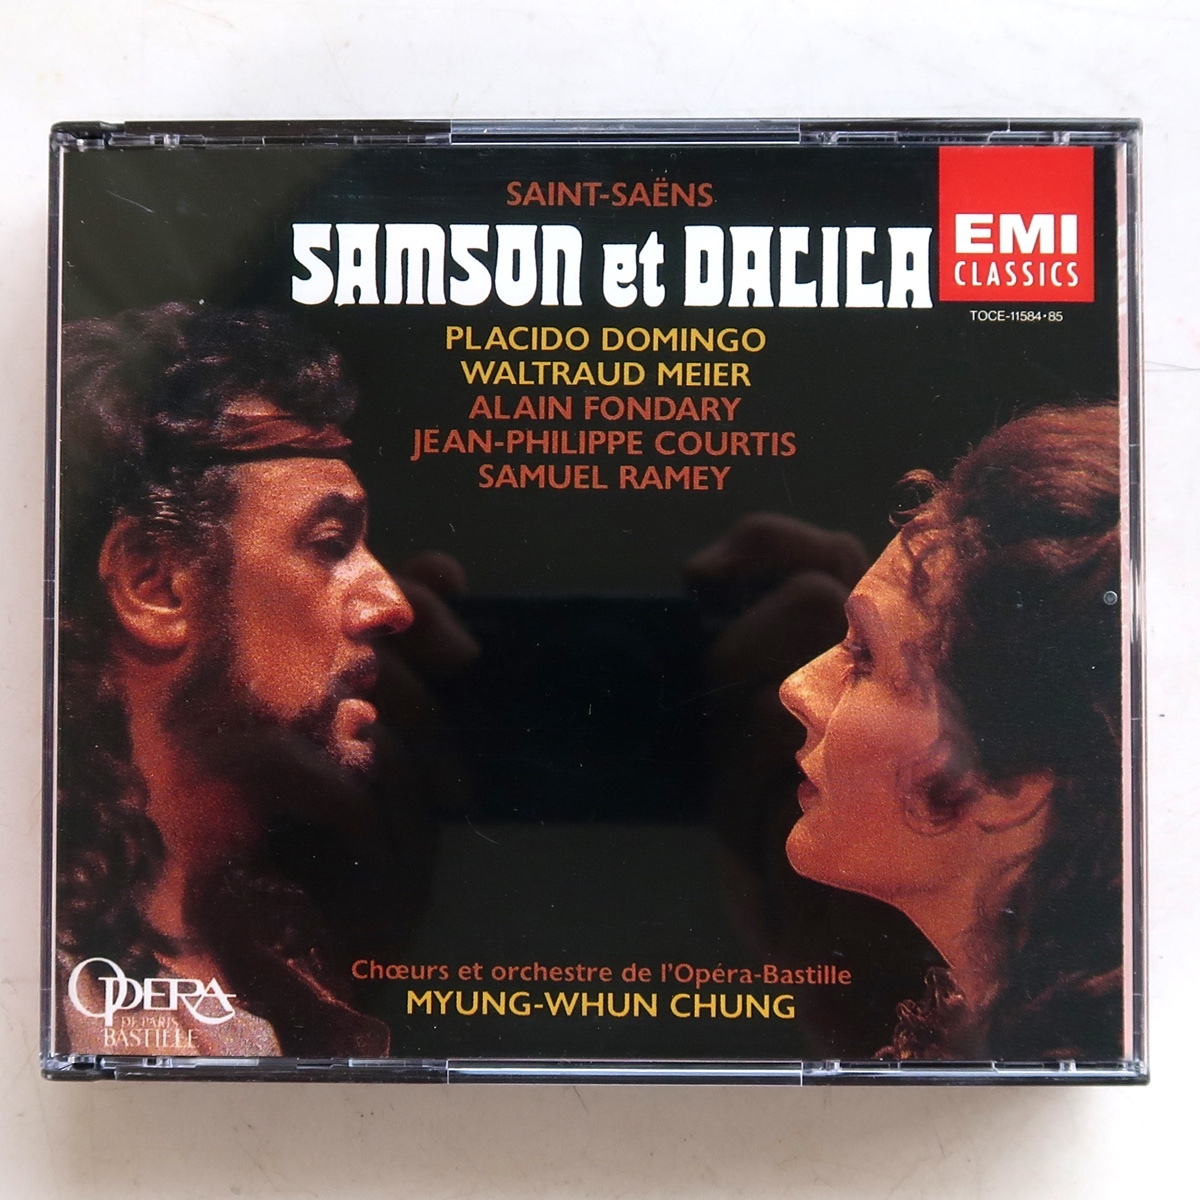 SAINT-SAËNS
SAMSON et DALILA
EMI
CLASSICS
TOCE-11584・85
PLACIDO DOMINGO
WALTRAUD MEIER
ALAIN FONDARY
JEAN-PHILIPPE COURTIS
SAMUEL RAMEY
Chœurs et orchestre de l'Opéra-Bastille
MYUNG-WHUN CHUNG
OPERA
DE PARIS
BASTILLE